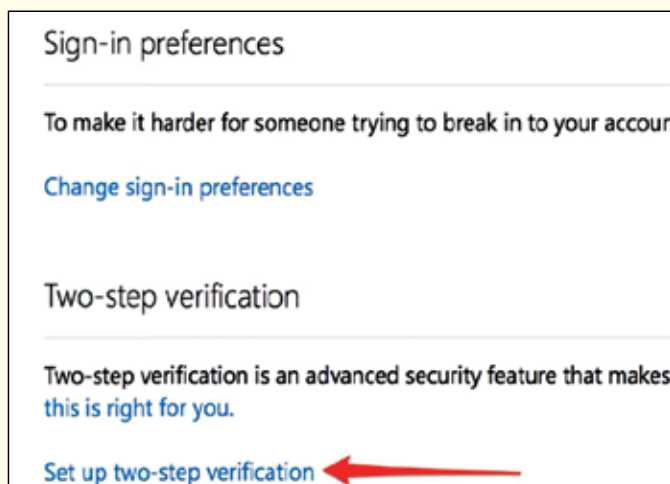 Sign-in preferences
To make it harder for someone trying to break in to your accour
Change sign-in preferences
Two-step verification
Two-step verification is an advanced security feature that makes
this is right for you.
Set up two-step verification